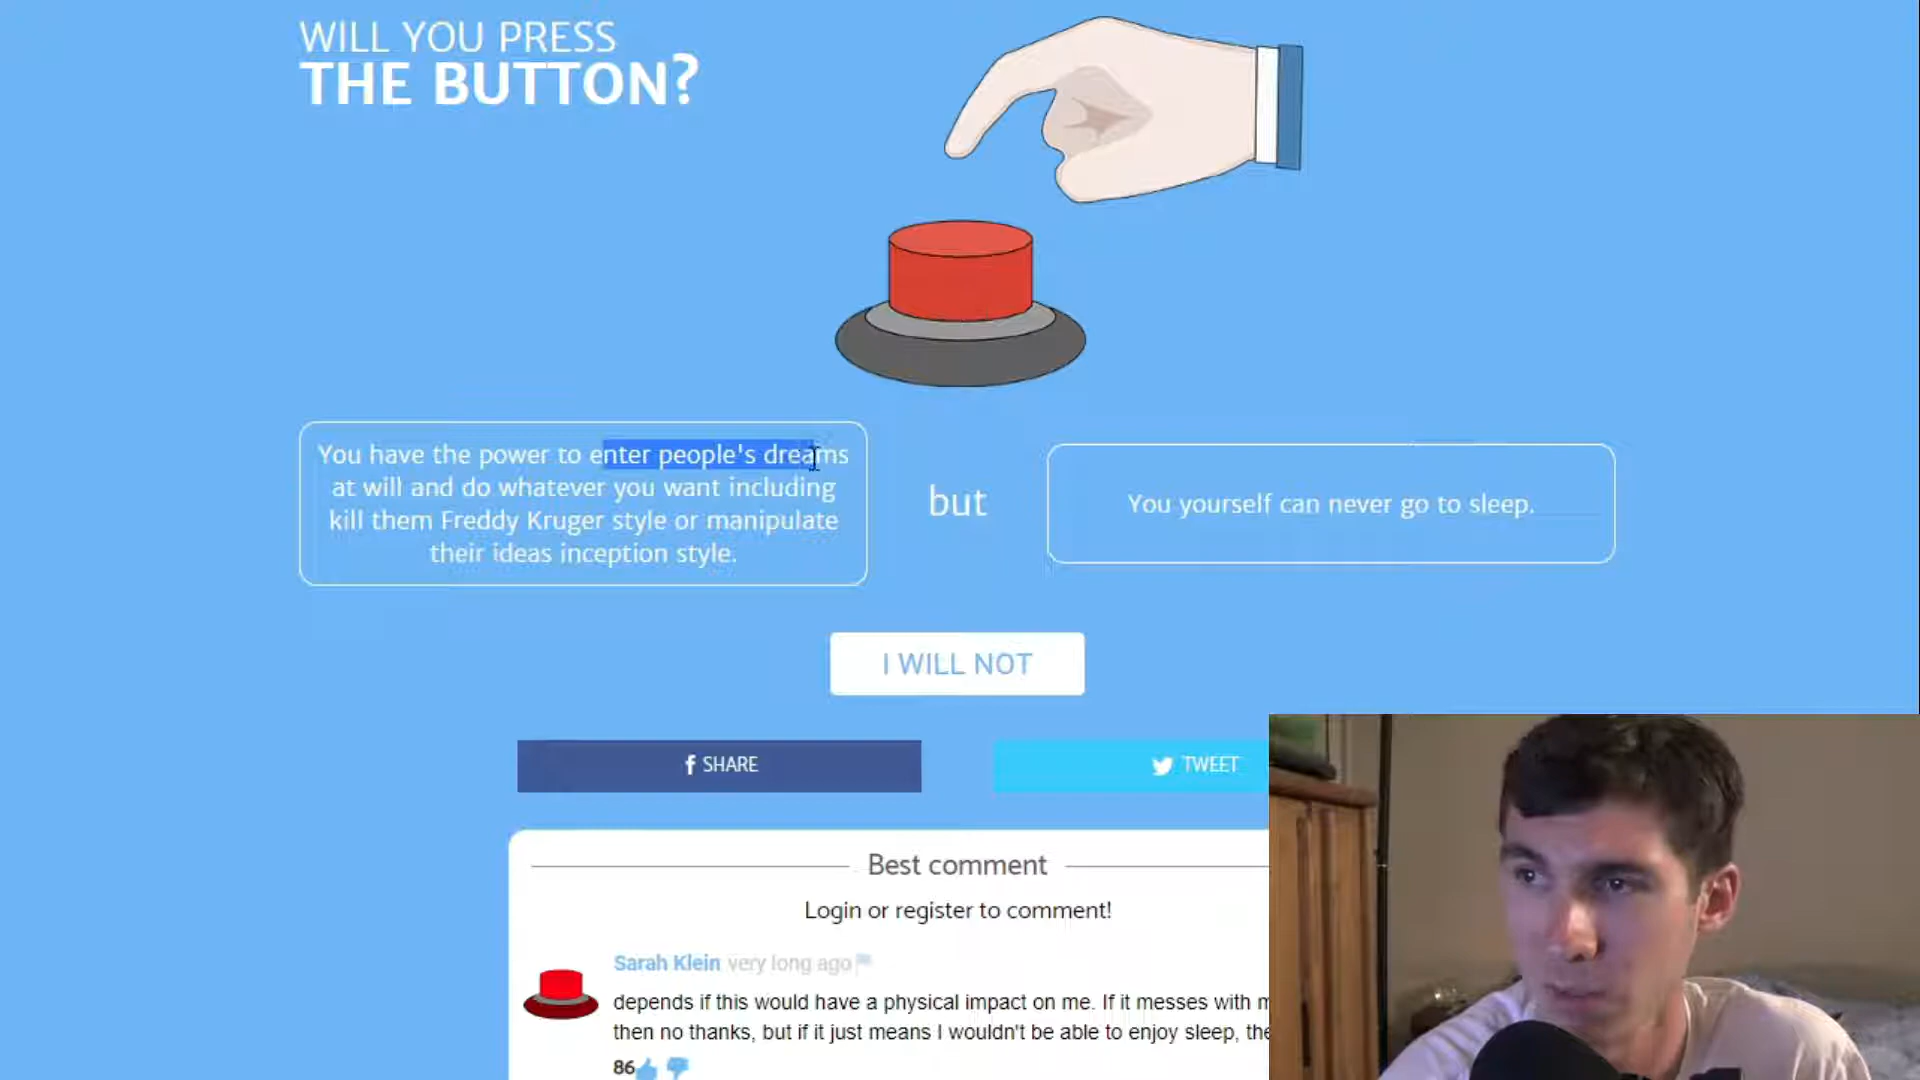 WILL YOU PRESS
THE BUTTON?
You have the power to enter people's dreams
at will and do whatever you want including
kill them Freddy Kruger style or manipulate
their ideas inception style.
but
You yourself can never go to sleep.
I WILL NOT
f SHARE
TWEET
Best comment
Login or register to comment!
Sarah Klein very long ago
depends if this would have a physical impact on me. If it messes with
then no thanks, but if it just means I wouldn't be able to enjoy sleep,
86